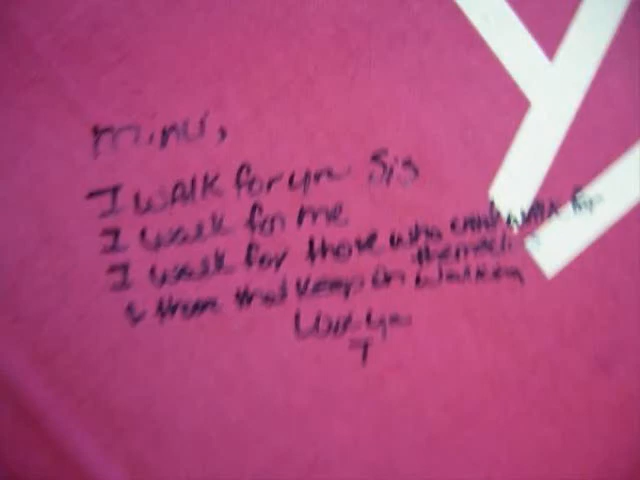 minu,
I walk for you Sis
I walk for me
I walk for those who can't walk for
themselves
& those that keep on walking
Love Ya
T